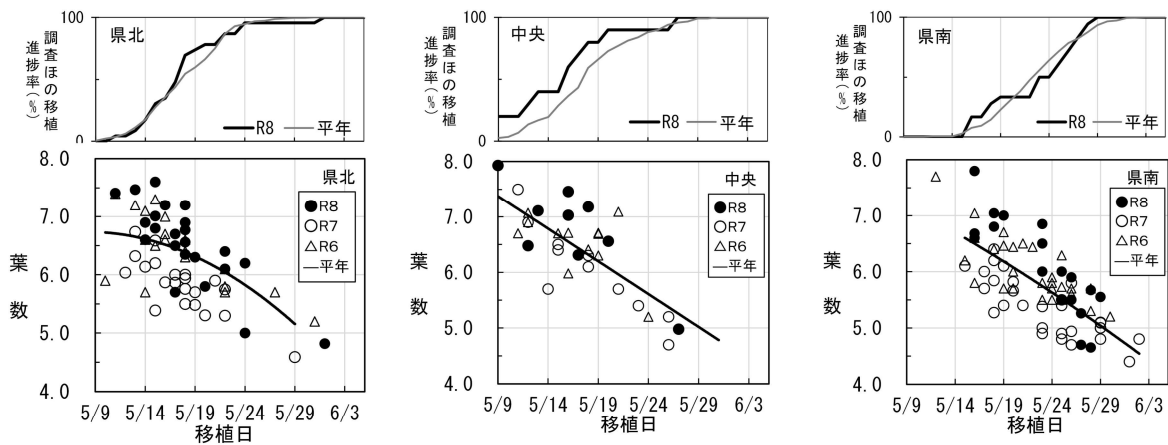 調査ほの移植
進捗率(%)
100
0
県北
R8
平年
調査ほの移植
進捗率(%)
100
0
中央
R8
平年
調査ほの移植
進捗率(%)
100
0
県南
R8
平年
葉数
8.0
7.0
6.0
5.0
4.0
県北
R8
R7
R6
平年
5/9 5/14 5/19 5/24 5/29 6/3
移植日
葉数
8.0
7.0
6.0
5.0
4.0
中央
R8
R7
R6
平年
5/9 5/14 5/19 5/24 5/29 6/3
移植日
葉数
8.0
7.0
6.0
5.0
4.0
県南
R8
R7
R6
平年
5/9 5/14 5/19 5/24 5/29 6/3
移植日